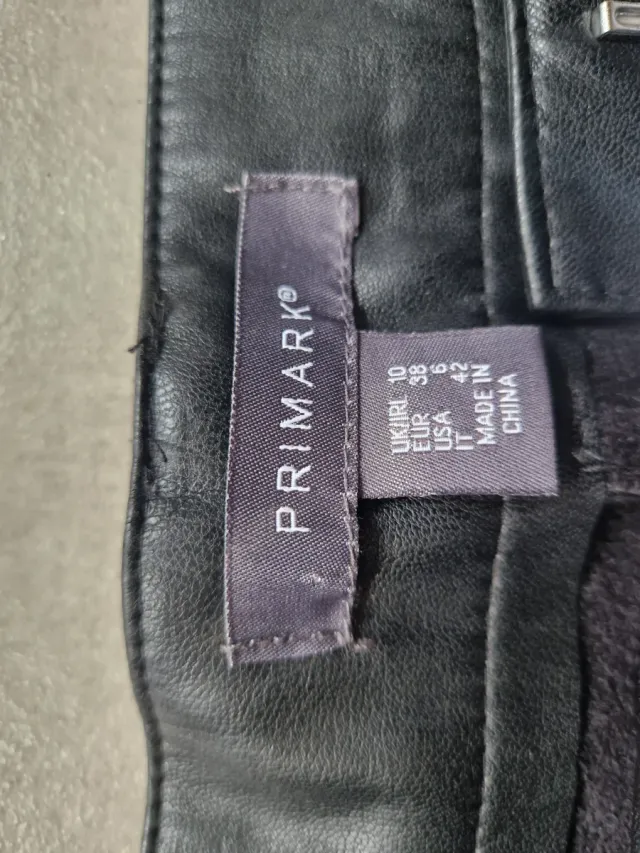 PRIMARK®
UK/IRL 10
EUR 38
USA 6
IT 42
MADE IN
CHINA